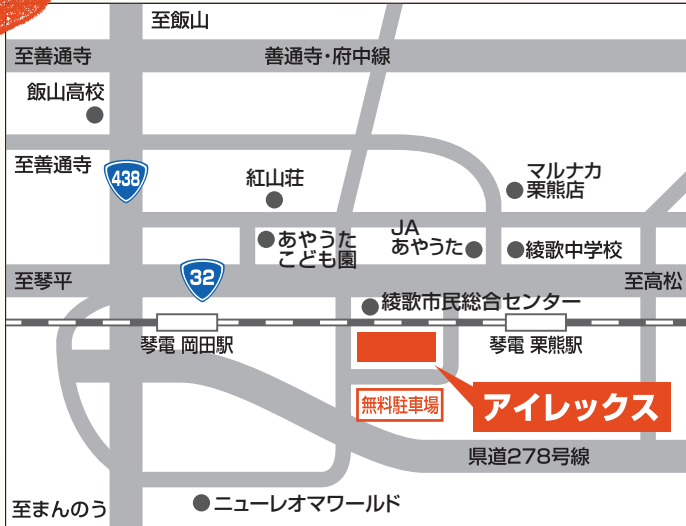 至飯山
至善通寺
善通寺・府中線
飯山高校
至善通寺
438
紅山荘
マルナカ
栗熊店
あやうた
こども園
JA
あやうた
綾歌中学校
至琴平
32
至高松
綾歌市民総合センター
琴電 岡田駅
琴電 栗熊駅
無料駐車場
アイレックス
県道278号線
至まんのう
ニューレオマワールド